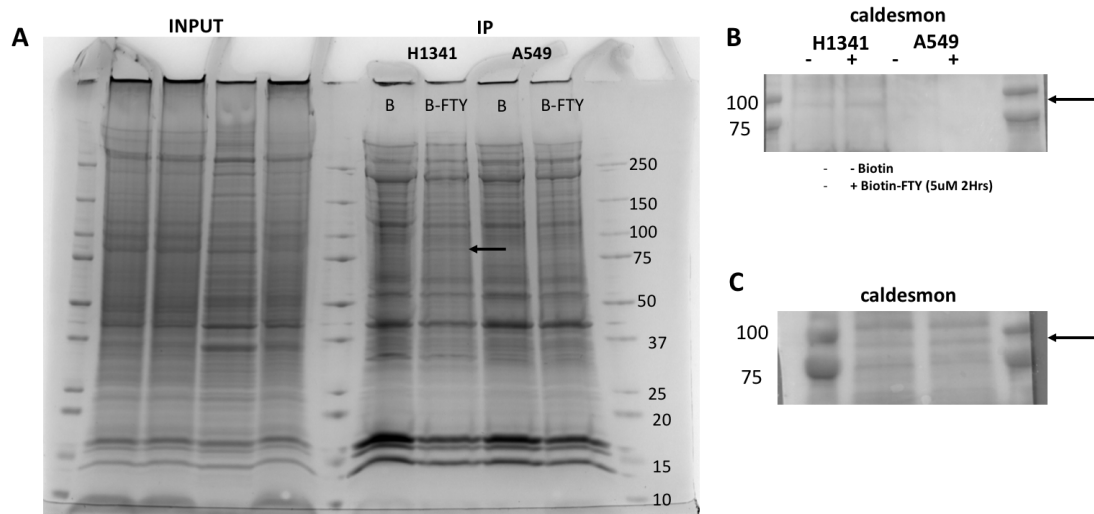 A
INPUT
IP
H1341 A549
B B-FTY B B-FTY
250
150
100
75
50
37
25
20
15
10
B
caldesmon
H1341 A549
- + - +
100
75
- - Biotin
- + Biotin-FTY (5uM 2Hrs)
C
caldesmon
100
75